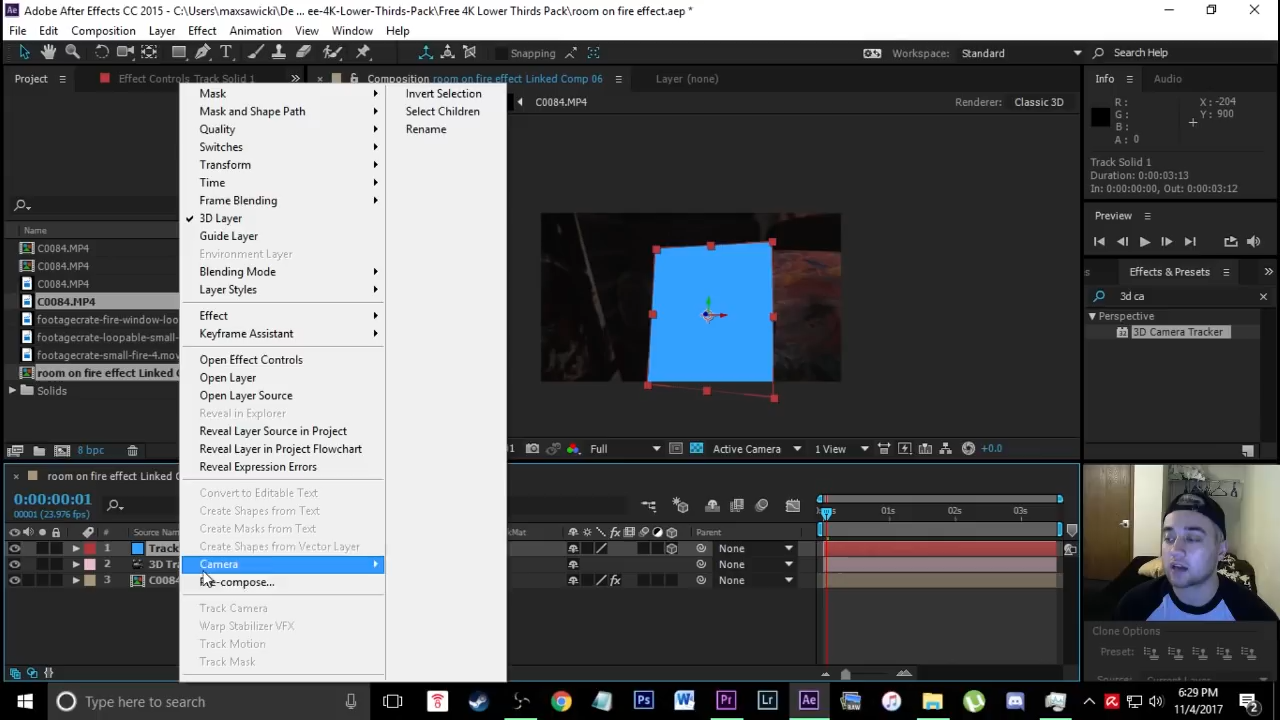 Adobe After Effects CC 2015 - C:\Users\maxsawicki\De ... ee-4K-Lower-Thirds-Pack\Free 4K Lower Thirds Pack\room on fire effect.aep *
File Edit Composition Layer Effect Animation View Window Help
Snapping
Workspace: Standard
Search Help
Project
Effect Controls Track Solid 1
Composition room on fire effect Linked Comp 06
Layer (none)
Info
Audio
C0084.MP4
Renderer: Classic 3D
R :
G :
B :
A : 0
X : -204
Y : 900
Track Solid 1
Duration: 0:00:03:13
In: 0:00:00:00, Out: 0:00:03:12
Preview
Effects & Presets
3d ca
Perspective
3D Camera Tracker
Name
C0084.MP4
C0084.MP4
C0084.MP4
C0084.MP4
footagecrate-fire-window-loo
footagecrate-loopable-small-
footagecrate-small-fire-4.mov
room on fire effect Linked C
Solids
8 bpc
Mask
Mask and Shape Path
Quality
Switches
Transform
Time
Frame Blending
3D Layer
Guide Layer
Environment Layer
Blending Mode
Layer Styles
Effect
Keyframe Assistant
Open Effect Controls
Open Layer
Open Layer Source
Reveal in Explorer
Reveal Layer Source in Project
Reveal Layer in Project Flowchart
Reveal Expression Errors
Convert to Editable Text
Create Shapes from Text
Create Masks from Text
Create Shapes from Vector Layer
Camera
Pre-compose...
Track Camera
Warp Stabilizer VFX
Track Motion
Track Mask
Invert Selection
Select Children
Rename
Full
Active Camera
1 View
+0.0
room on fire effect Linked C
0:00:00:01
00001 (23.976 fps)
Source Name
Parent
1 Track
None
2 3D Tr
None
3 C0084
None
01s 02s 03s
Clone Options
Preset:
Type here to search
6:29 PM
11/4/2017